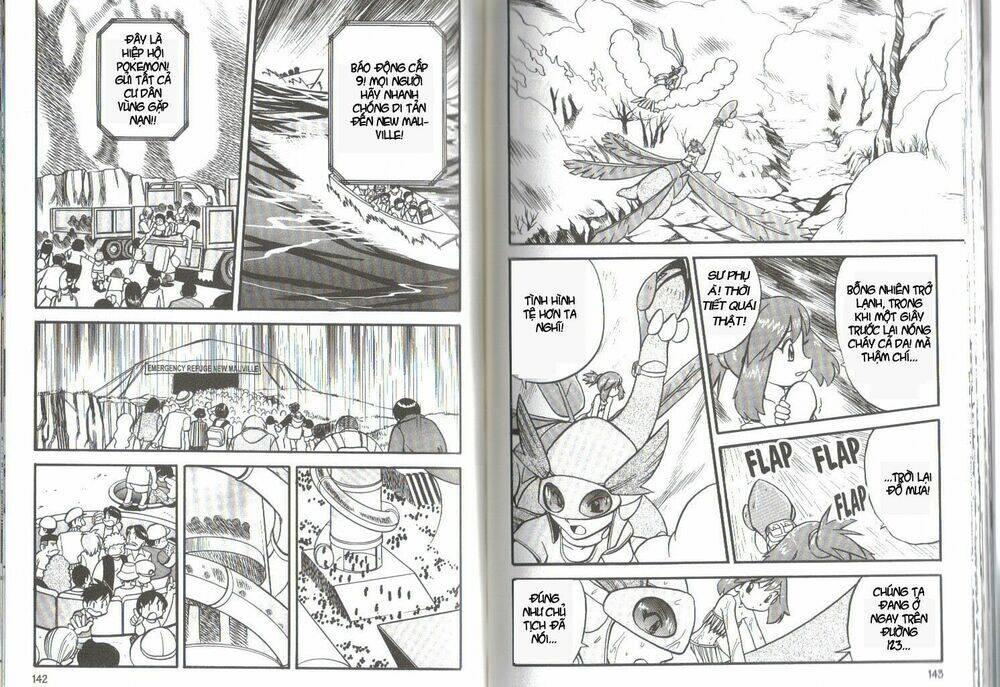 ĐÂY LÀ
HIỆP HỘI
POKEMON!
GỬI TẤT CẢ
CƯ DÂN
VÙNG GẶP
NẠN!!
BÁO ĐỘNG CẤP
9! MỌI NGƯỜI
HÃY NHANH
CHÓNG DI TẢN
ĐẾN NEW MAU-
VILLE!
EMERGENCY REFUGE NEW MAUVILLE
142
BỖNG NHIÊN TRỞ
LẠNH, TRONG
KHI MỘT GIÂY
TRƯỚC LẠI NÓNG
CHÁY CẢ DA! MÀ
THẬM CHÍ...
SƯ PHỤ
À! THỜI
TIẾT QUÁI
THẬT!
TÌNH HÌNH
TỆ HƠN TA
NGHĨ!
FLAP
FLAP
FLAP
...TRỜI LẠI
ĐỔ MƯA!
CHÚNG TA
ĐANG Ở
NGAY TRÊN
ĐƯỜNG
123...
ĐÚNG
NHƯ CHỦ
TỊCH ĐÃ
NÓI...
143